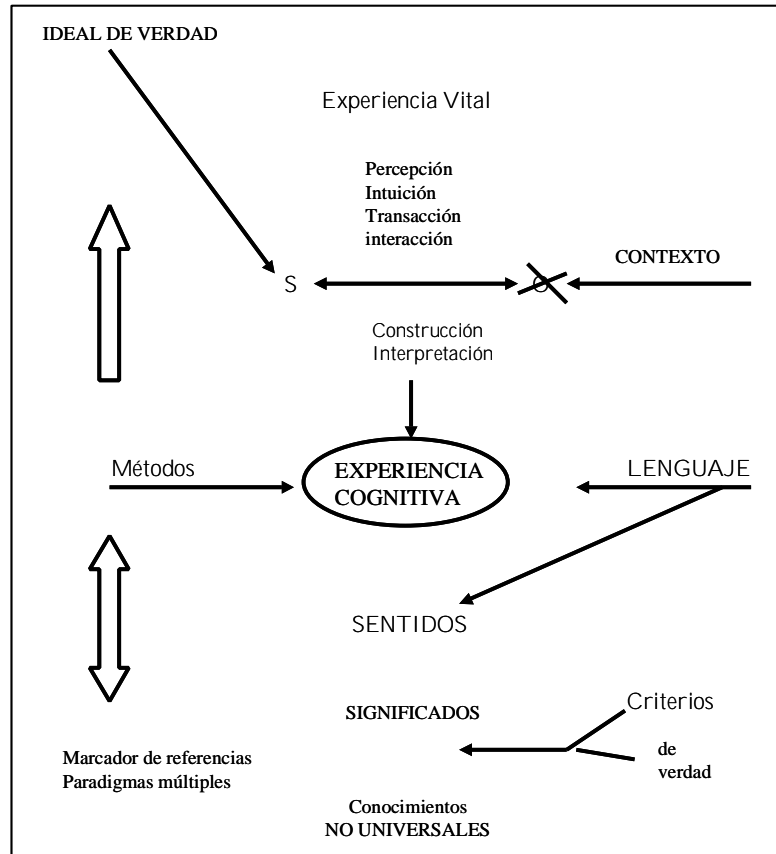 IDEAL DE VERDAD
Experiencia Vital
Percepción
Intuición
Transacción
interacción
CONTEXTO
S
O
Construcción
Interpretación
Métodos
EXPERIENCIA
COGNITIVA
LENGUAJE
SENTIDOS
SIGNIFICADOS
Criterios
de
verdad
Marcador de referencias
Paradigmas múltiples
Conocimientos
NO UNIVERSALES